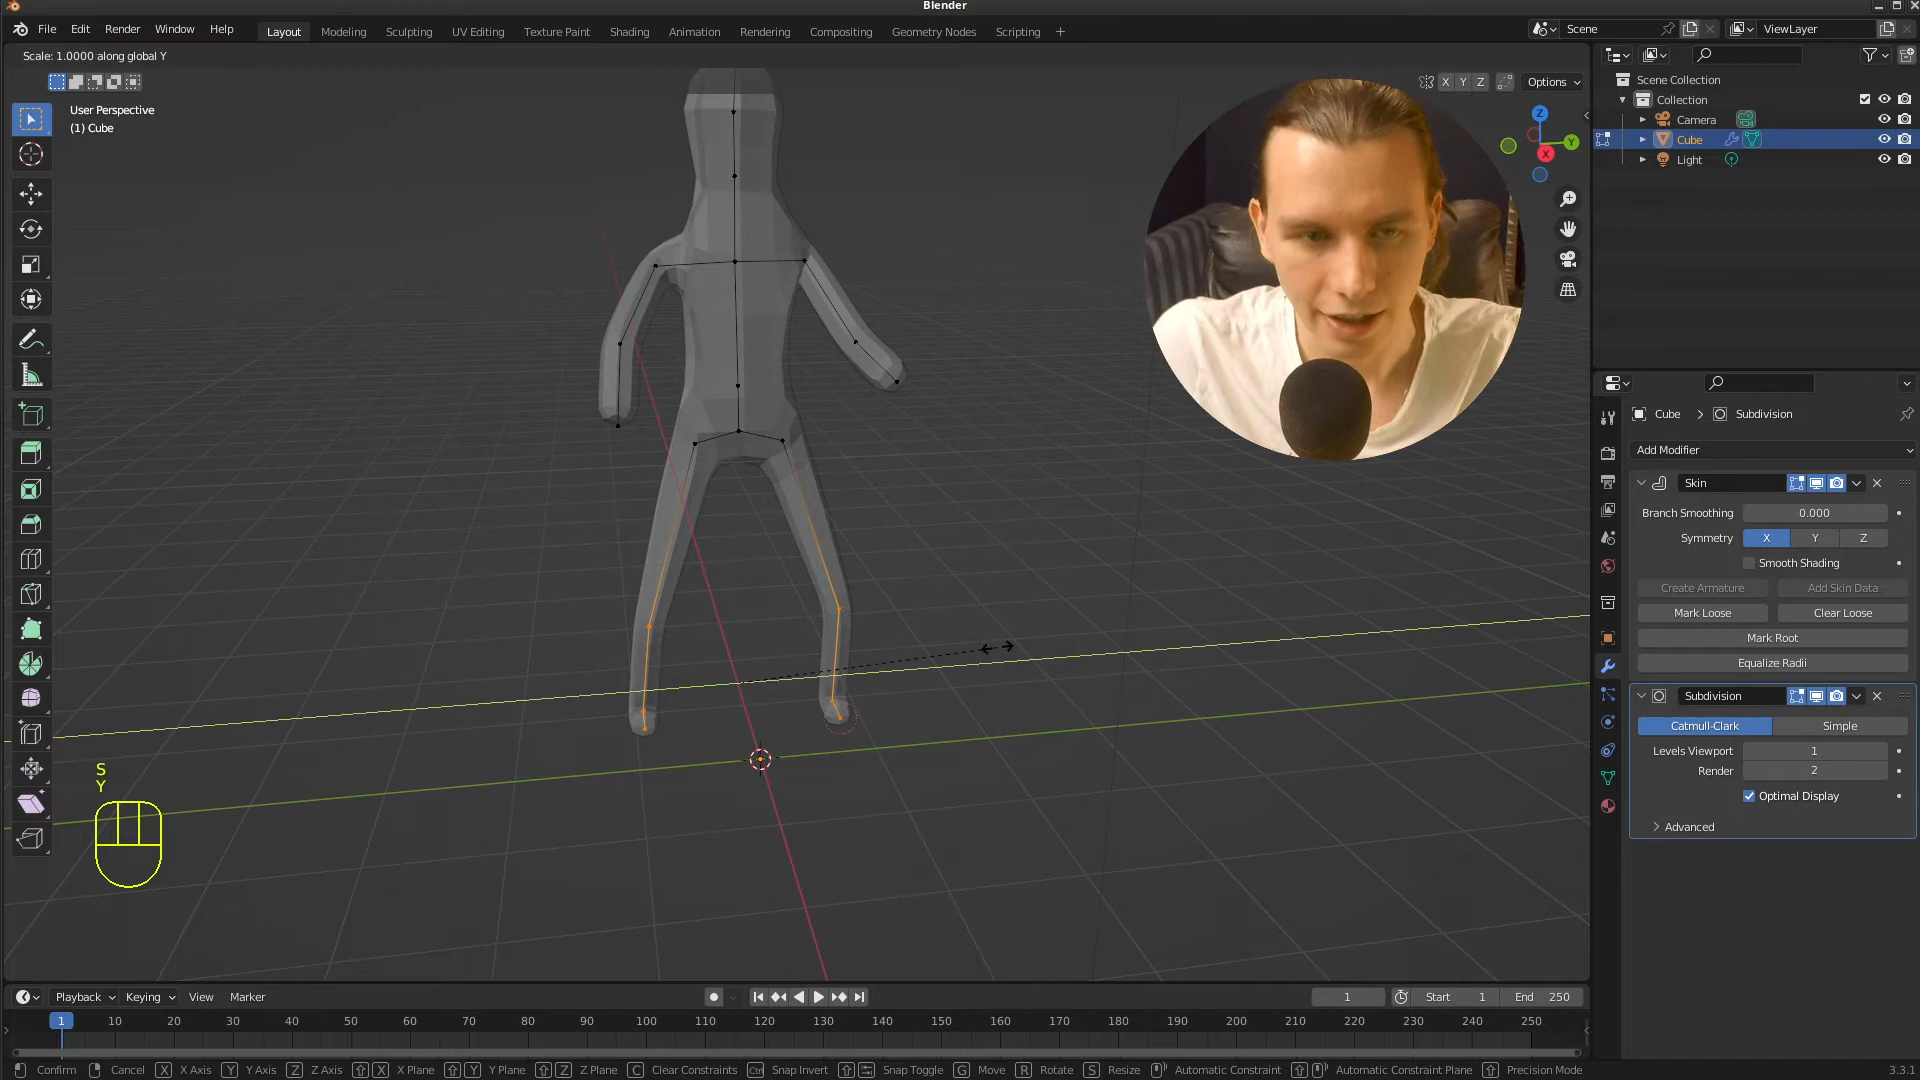 Blender
File Edit Render Window Help
Layout Modeling Sculpting UV Editing Texture Paint Shading Animation Rendering Compositing Geometry Nodes Scripting +
Scene
ViewLayer
Scale: 1.0000 along global Y
X Y Z
Options
User Perspective
(1) Cube
Z
Y
X
Scene Collection
Collection
Camera
Cube
Light
Cube > Subdivision
Add Modifier
Skin
Branch Smoothing 0.000
Symmetry X Y Z
Smooth Shading
Create Armature Add Skin Data
Mark Loose Clear Loose
Mark Root
Equalize Radii
Subdivision
Catmull-Clark Simple
Levels Viewport 1
Render 2
Optimal Display
Advanced
S
Y
Playback Keying View Marker
1 Start 1 End 250
1 10 20 30 40 50 60 70 80 90 100 110 120 130 140 150 160 170 180 190 200 210 220 230 240 250
Confirm Cancel X X Axis Y Y Axis Z Z Axis X X Plane Y Y Plane Z Z Plane C Clear Constraints Ctrl Snap Invert Snap Toggle G Move R Rotate S Resize Automatic Constraint Automatic Constraint Plane Precision Mode 3.3.1